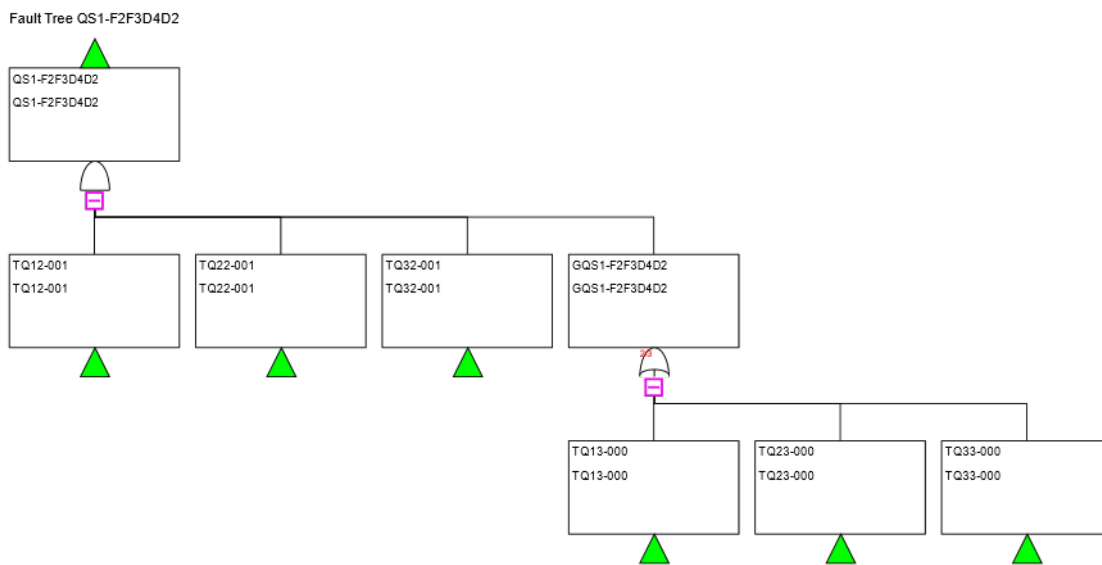 Fault Tree QS1-F2F3D4D2
QS1-F2F3D4D2
QS1-F2F3D4D2
TQ12-001
TQ12-001
TQ22-001
TQ22-001
TQ32-001
TQ32-001
GQS1-F2F3D4D2
GQS1-F2F3D4D2
TQ13-000
TQ13-000
TQ23-000
TQ23-000
TQ33-000
TQ33-000